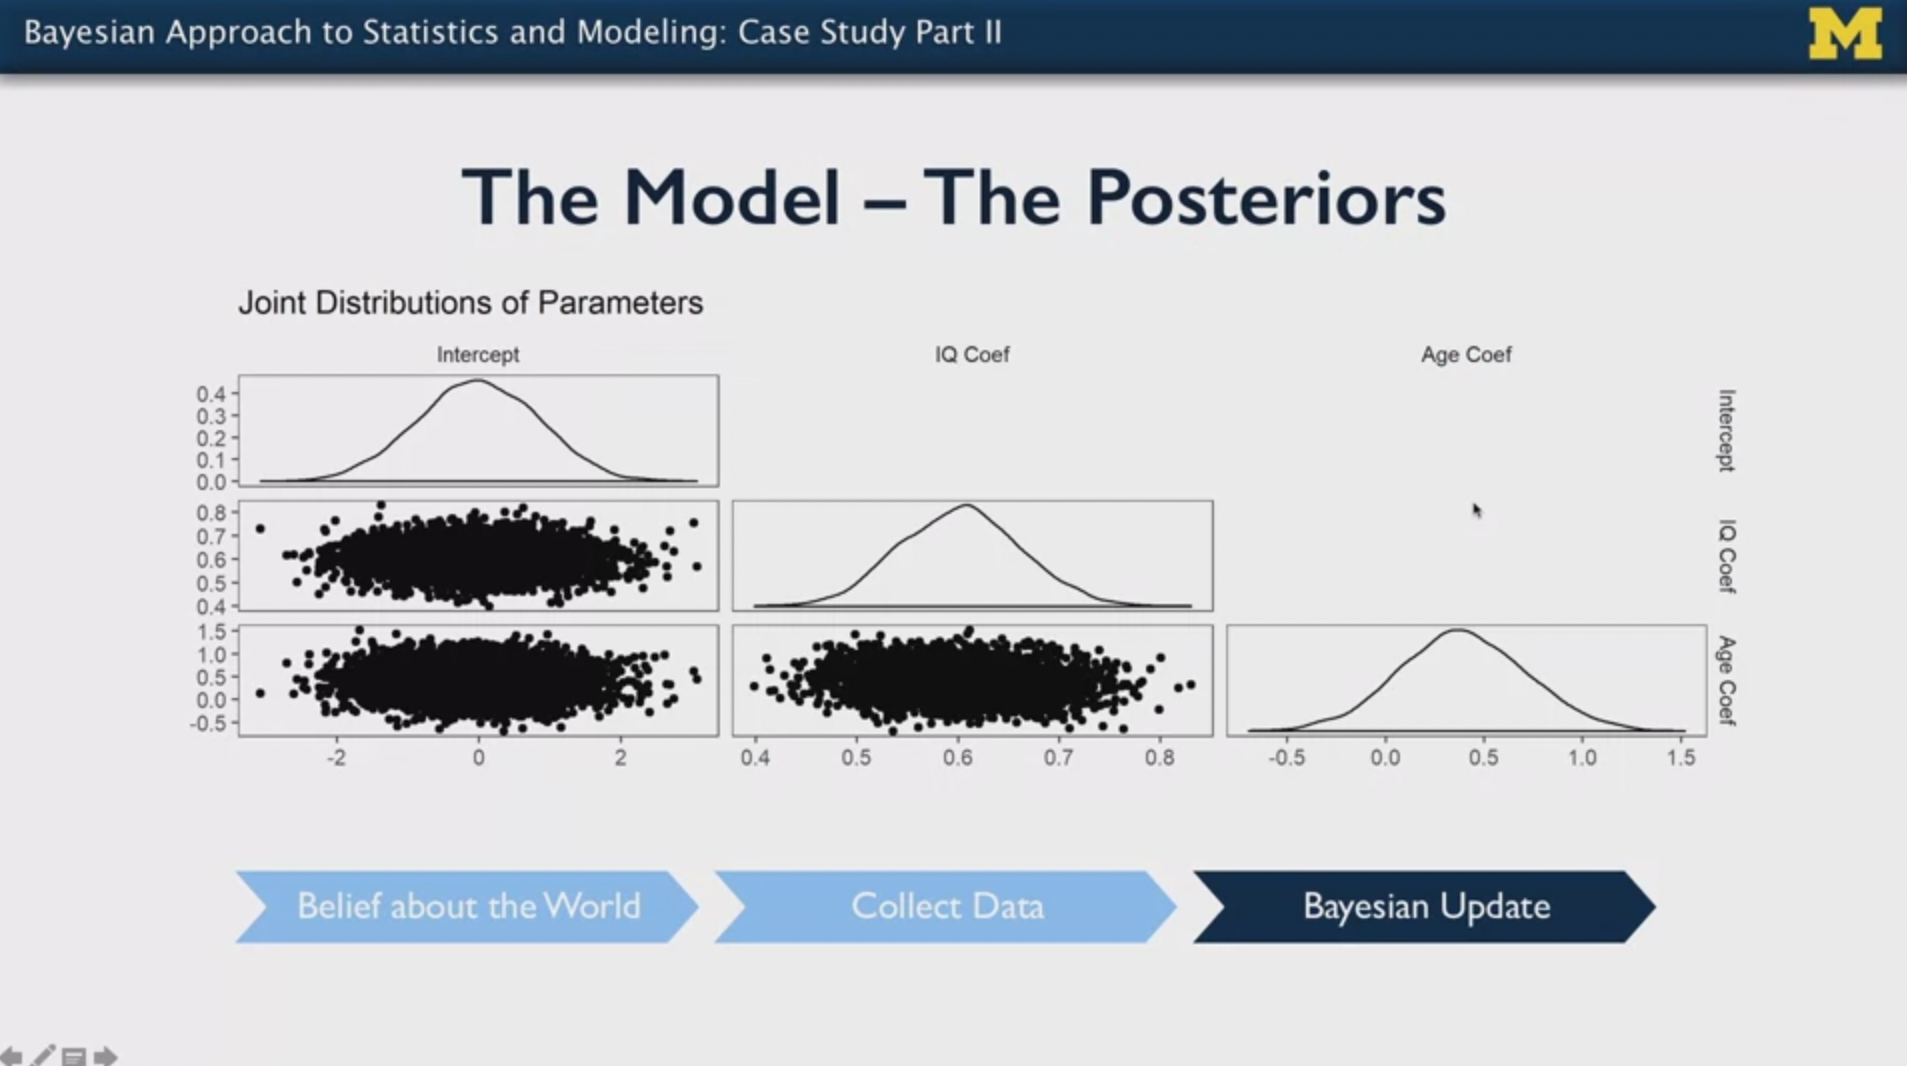 Bayesian Approach to Statistics and Modeling: Case Study Part II
M
The Model – The Posteriors
Joint Distributions of Parameters
Intercept
IQ Coef
Age Coef
0.4
0.3
0.2
0.1
0.0
Intercept
0.8
0.7
0.6
0.5
0.4
IQ Coef
1.5
1.0
0.5
0.0
-0.5
Age Coef
-2 0 2
0.4 0.5 0.6 0.7 0.8
-0.5 0.0 0.5 1.0 1.5
Belief about the World
Collect Data
Bayesian Update